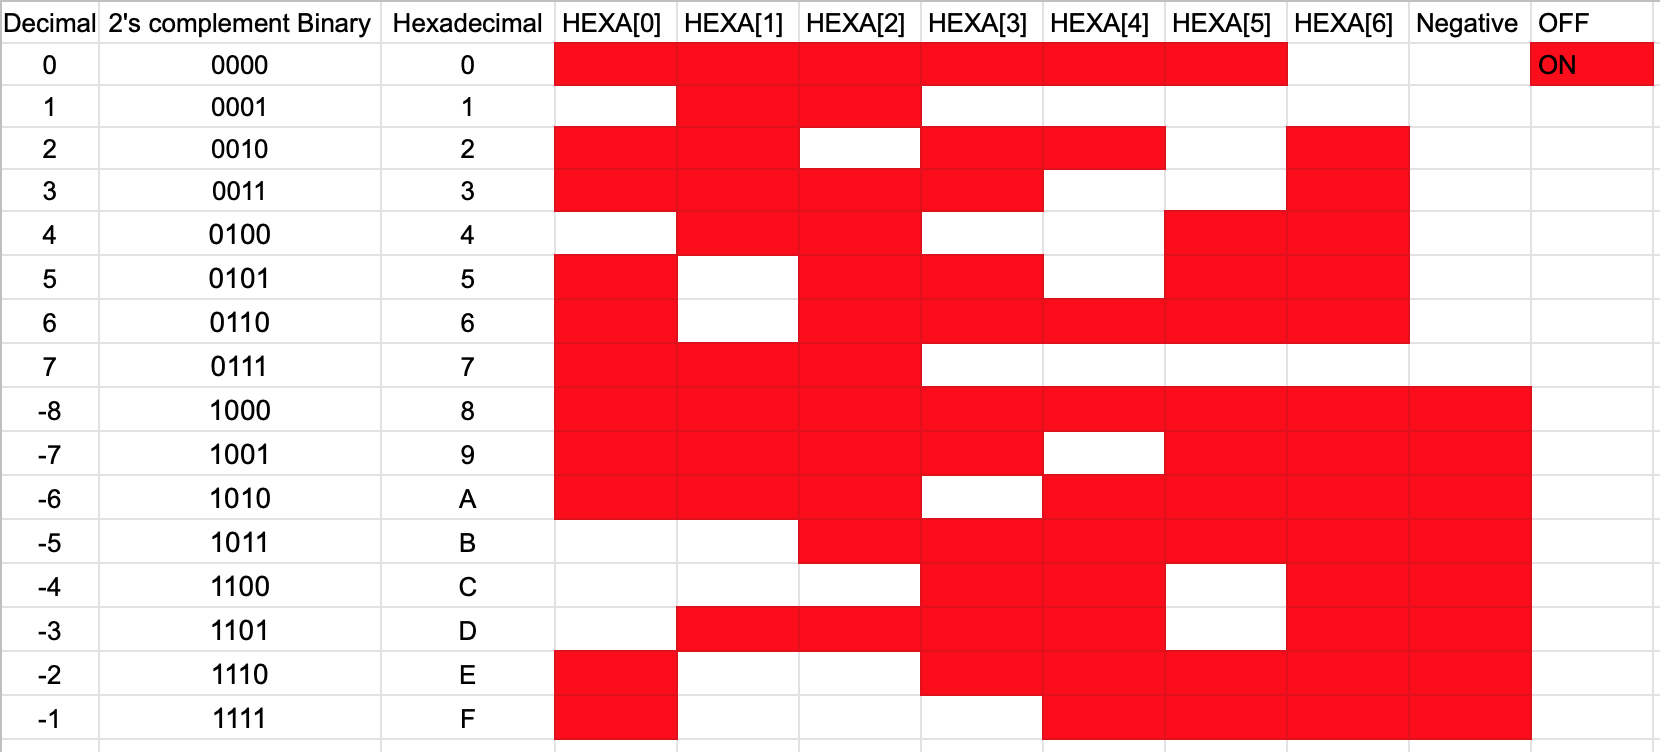 Decimal 2's complement Binary Hexadecimal HEXA[0] HEXA[1] HEXA[2] HEXA[3] HEXA[4] HEXA[5] HEXA[6] Negative OFF
0 0000 0 ON
1 0001 1
2 0010 2
3 0011 3
4 0100 4
5 0101 5
6 0110 6
7 0111 7
-8 1000 8
-7 1001 9
-6 1010 A
-5 1011 B
-4 1100 C
-3 1101 D
-2 1110 E
-1 1111 F